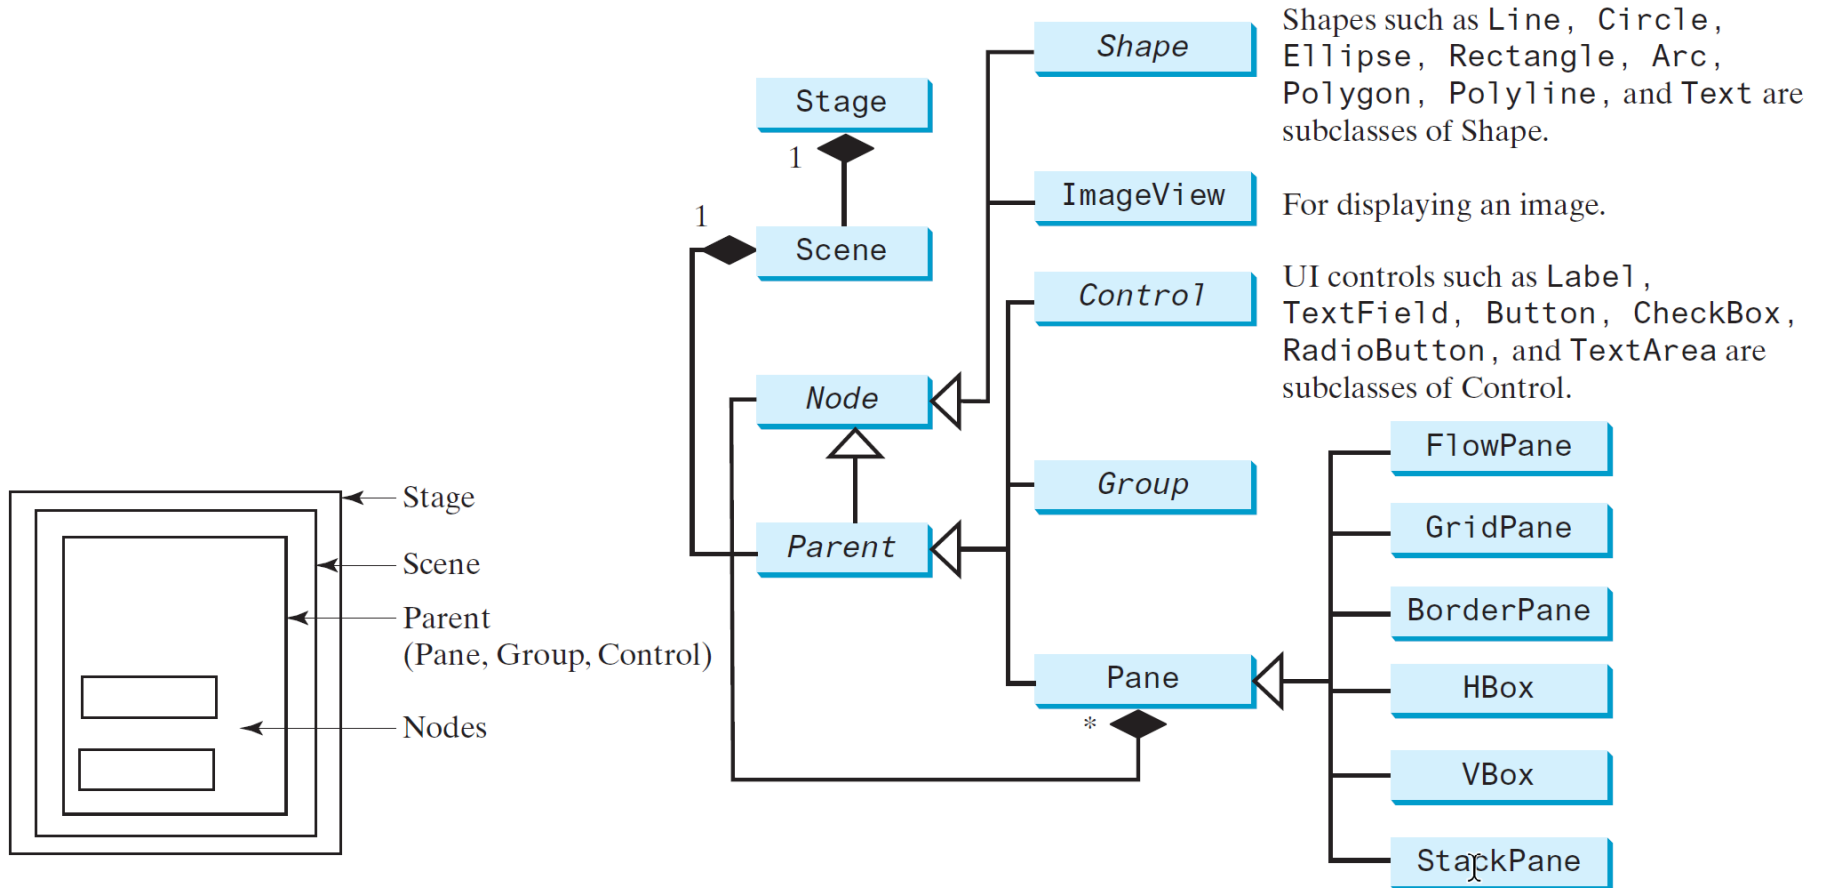 Stage
Scene
Parent
(Pane, Group, Control)
Nodes
Stage
1
1
Scene
Node
Parent
Shape
Shapes such as Line, Circle,
Ellipse, Rectangle, Arc,
Polygon, Polyline, and Text are
subclasses of Shape.
ImageView
For displaying an image.
Control
UI controls such as Label,
TextField, Button, CheckBox,
RadioButton, and TextArea are
subclasses of Control.
Group
Pane
*
FlowPane
GridPane
BorderPane
HBox
VBox
StackPane